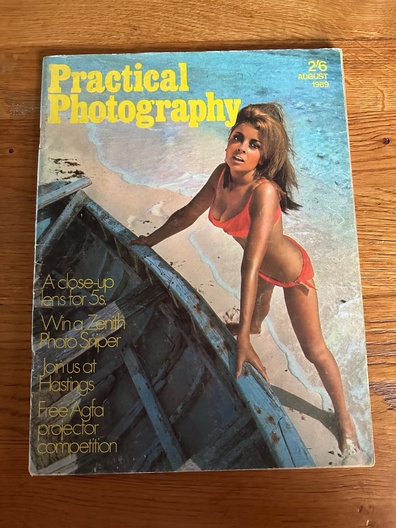 Practical
Photography
2/6
AUGUST
1969
A close-up
lens for 5s.
Win a Zenith
Photo Sniper
Join us at
Hastings
Free Agfa
projector
competition